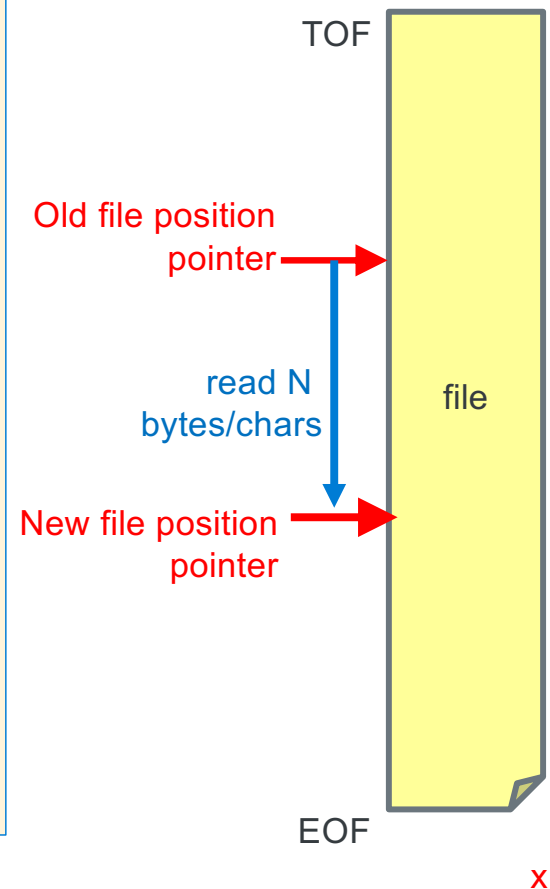 TOF
Old file position
pointer
read N
bytes/chars
file
New file position
pointer
EOF
x